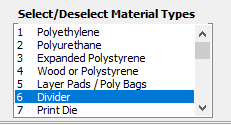 Select/Deselect Material Types
1 Polyethylene
2 Polyurethane
3 Expanded Polystyrene
4 Wood or Polystyrene
5 Layer Pads / Poly Bags
6 Divider
7 Print Die